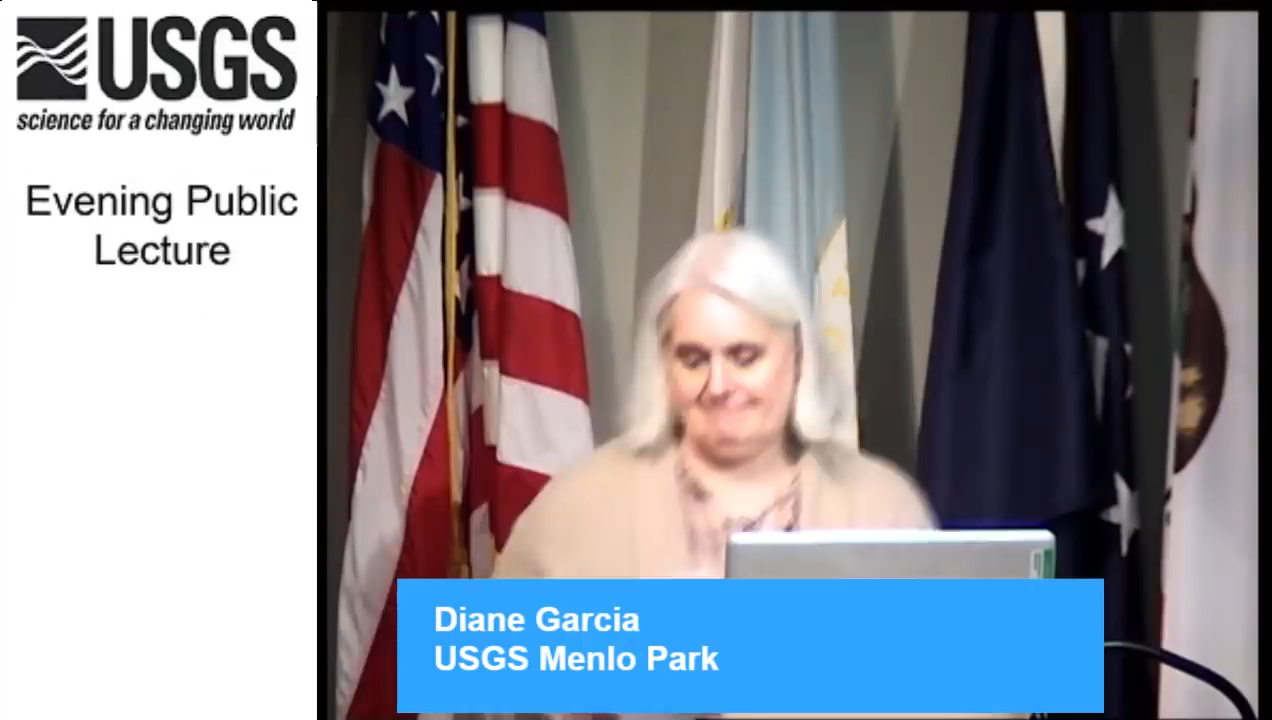 USGS
science for a changing world
Evening Public
Lecture
Diane Garcia
USGS Menlo Park